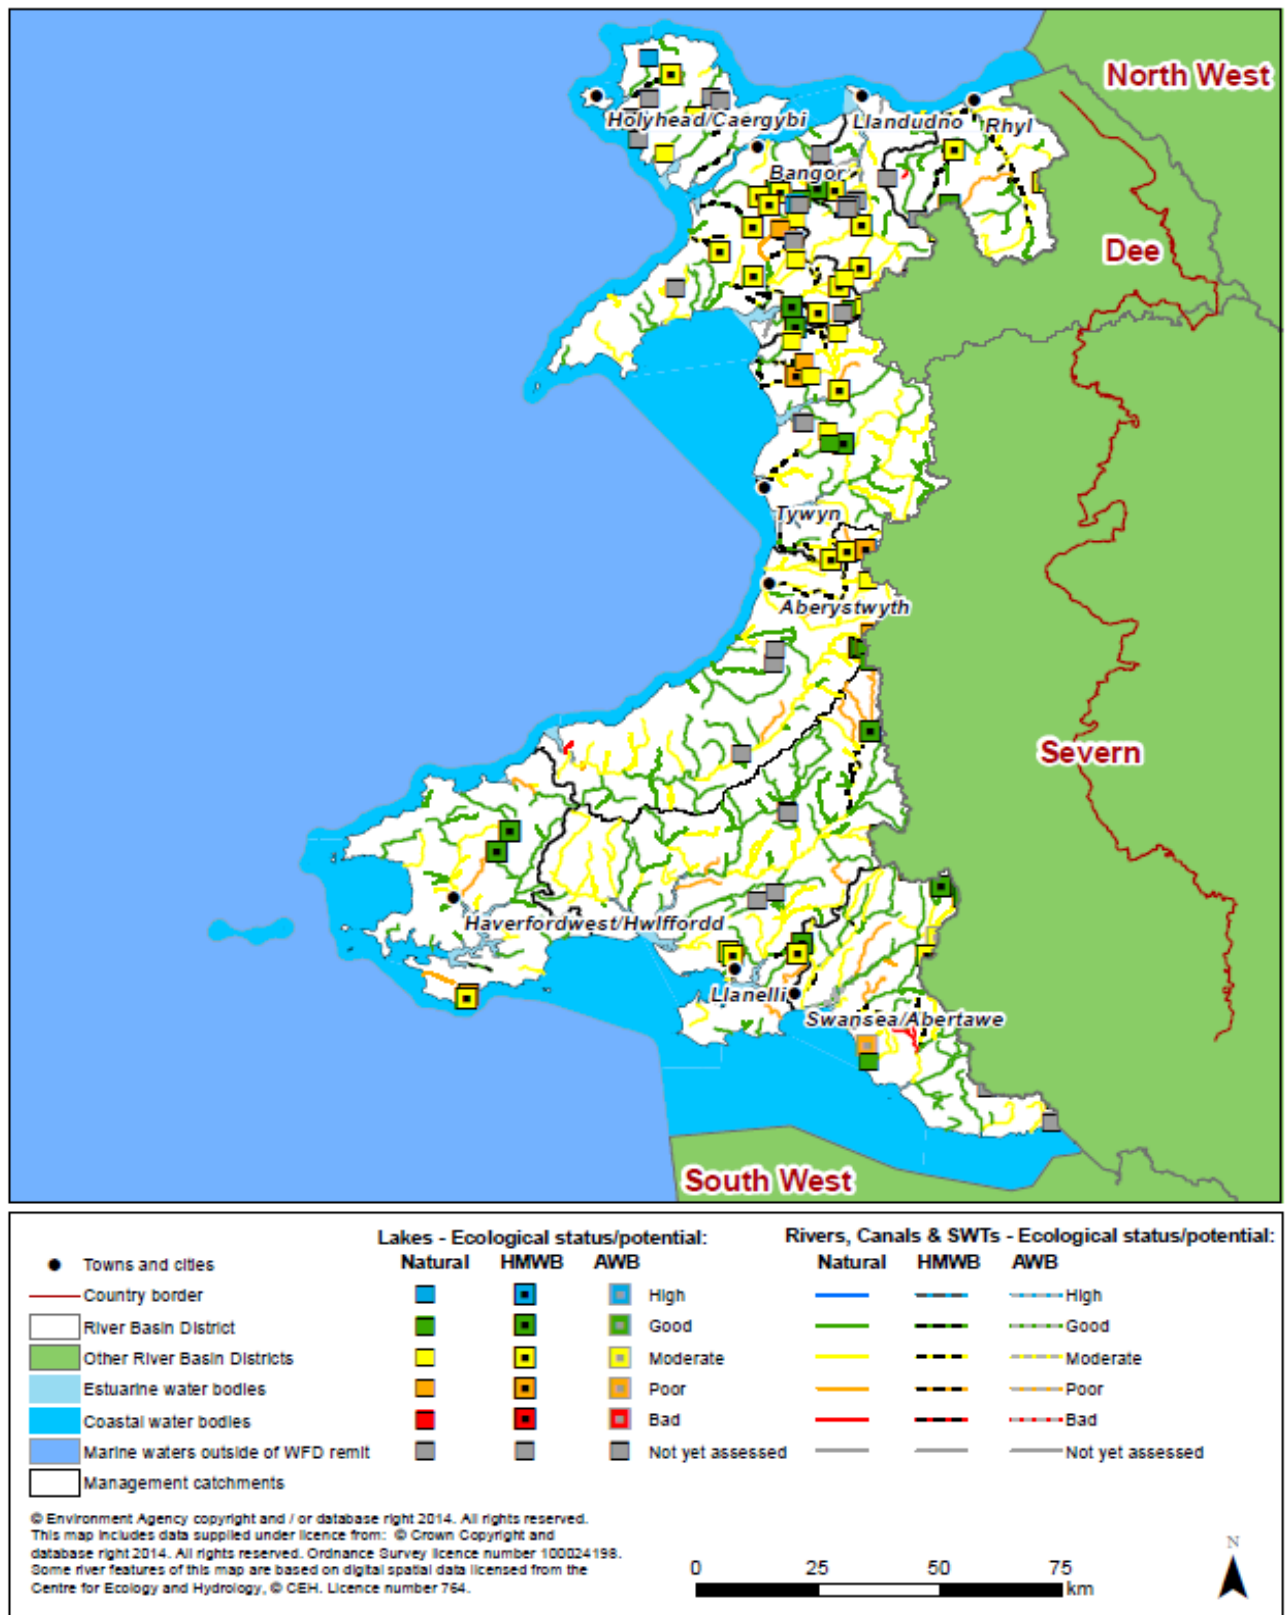 North West
Holyhead/Caergybi
Llandudno
Rhyl
Bangor
Dee
Tywyn
Aberystwyth
Severn
Haverfordwest/Hwlffordd
Llanelli
Swansea/Abertawe
South West
Lakes - Ecological status/potential:
Rivers, Canals & SWTs - Ecological status/potential:
Towns and cities
Natural HMWB AWB
Natural HMWB AWB
Country border
High
High
River Basin District
Good
Good
Other River Basin Districts
Moderate
Moderate
Estuarine water bodies
Poor
Poor
Coastal water bodies
Bad
Bad
Marine waters outside of WFD remit
Not yet assessed
Not yet assessed
Management catchments
© Environment Agency copyright and / or database right 2014. All rights reserved.
This map includes data supplied under licence from: © Crown Copyright and
database right 2014. All rights reserved. Ordnance Survey licence number 100024198.
Some river features of this map are based on digital spatial data licensed from the
Centre for Ecology and Hydrology, © CEH. Licence number 764.
0 25 50 75
km
N